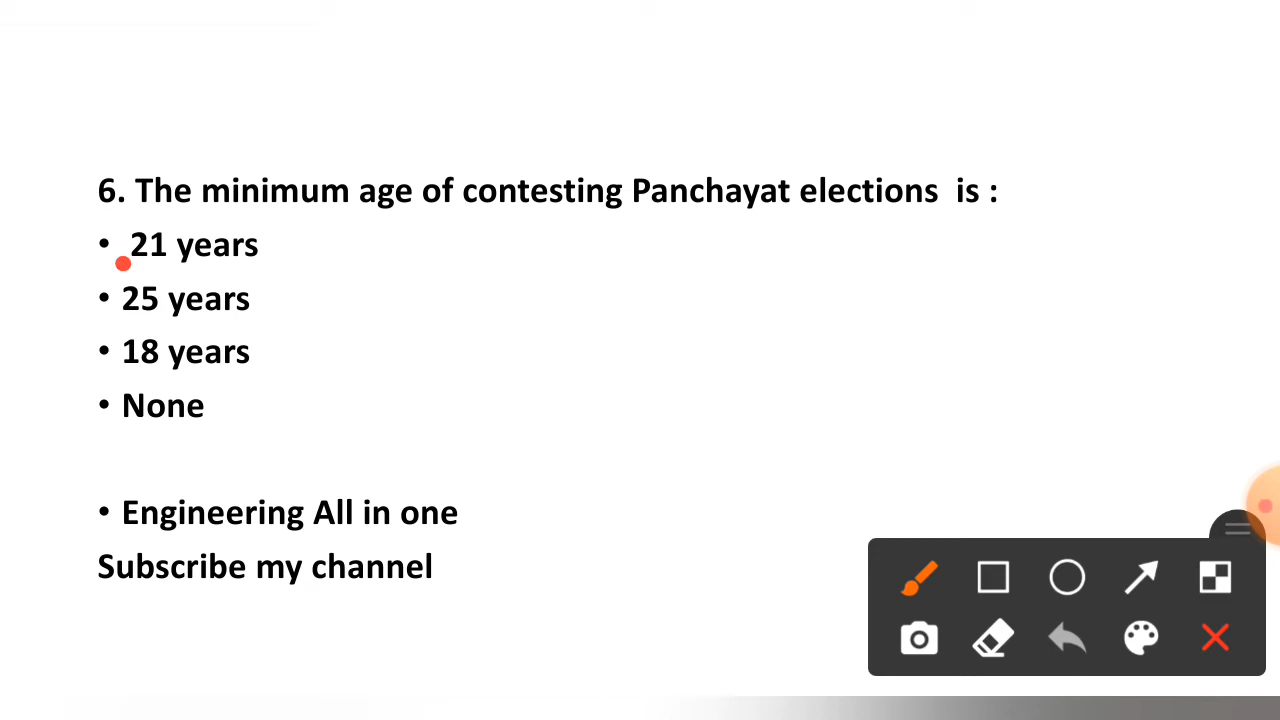 6. The minimum age of contesting Panchayat elections  is :
•  21 years
• 25 years
• 18 years
• None
• Engineering All in one
Subscribe my channel